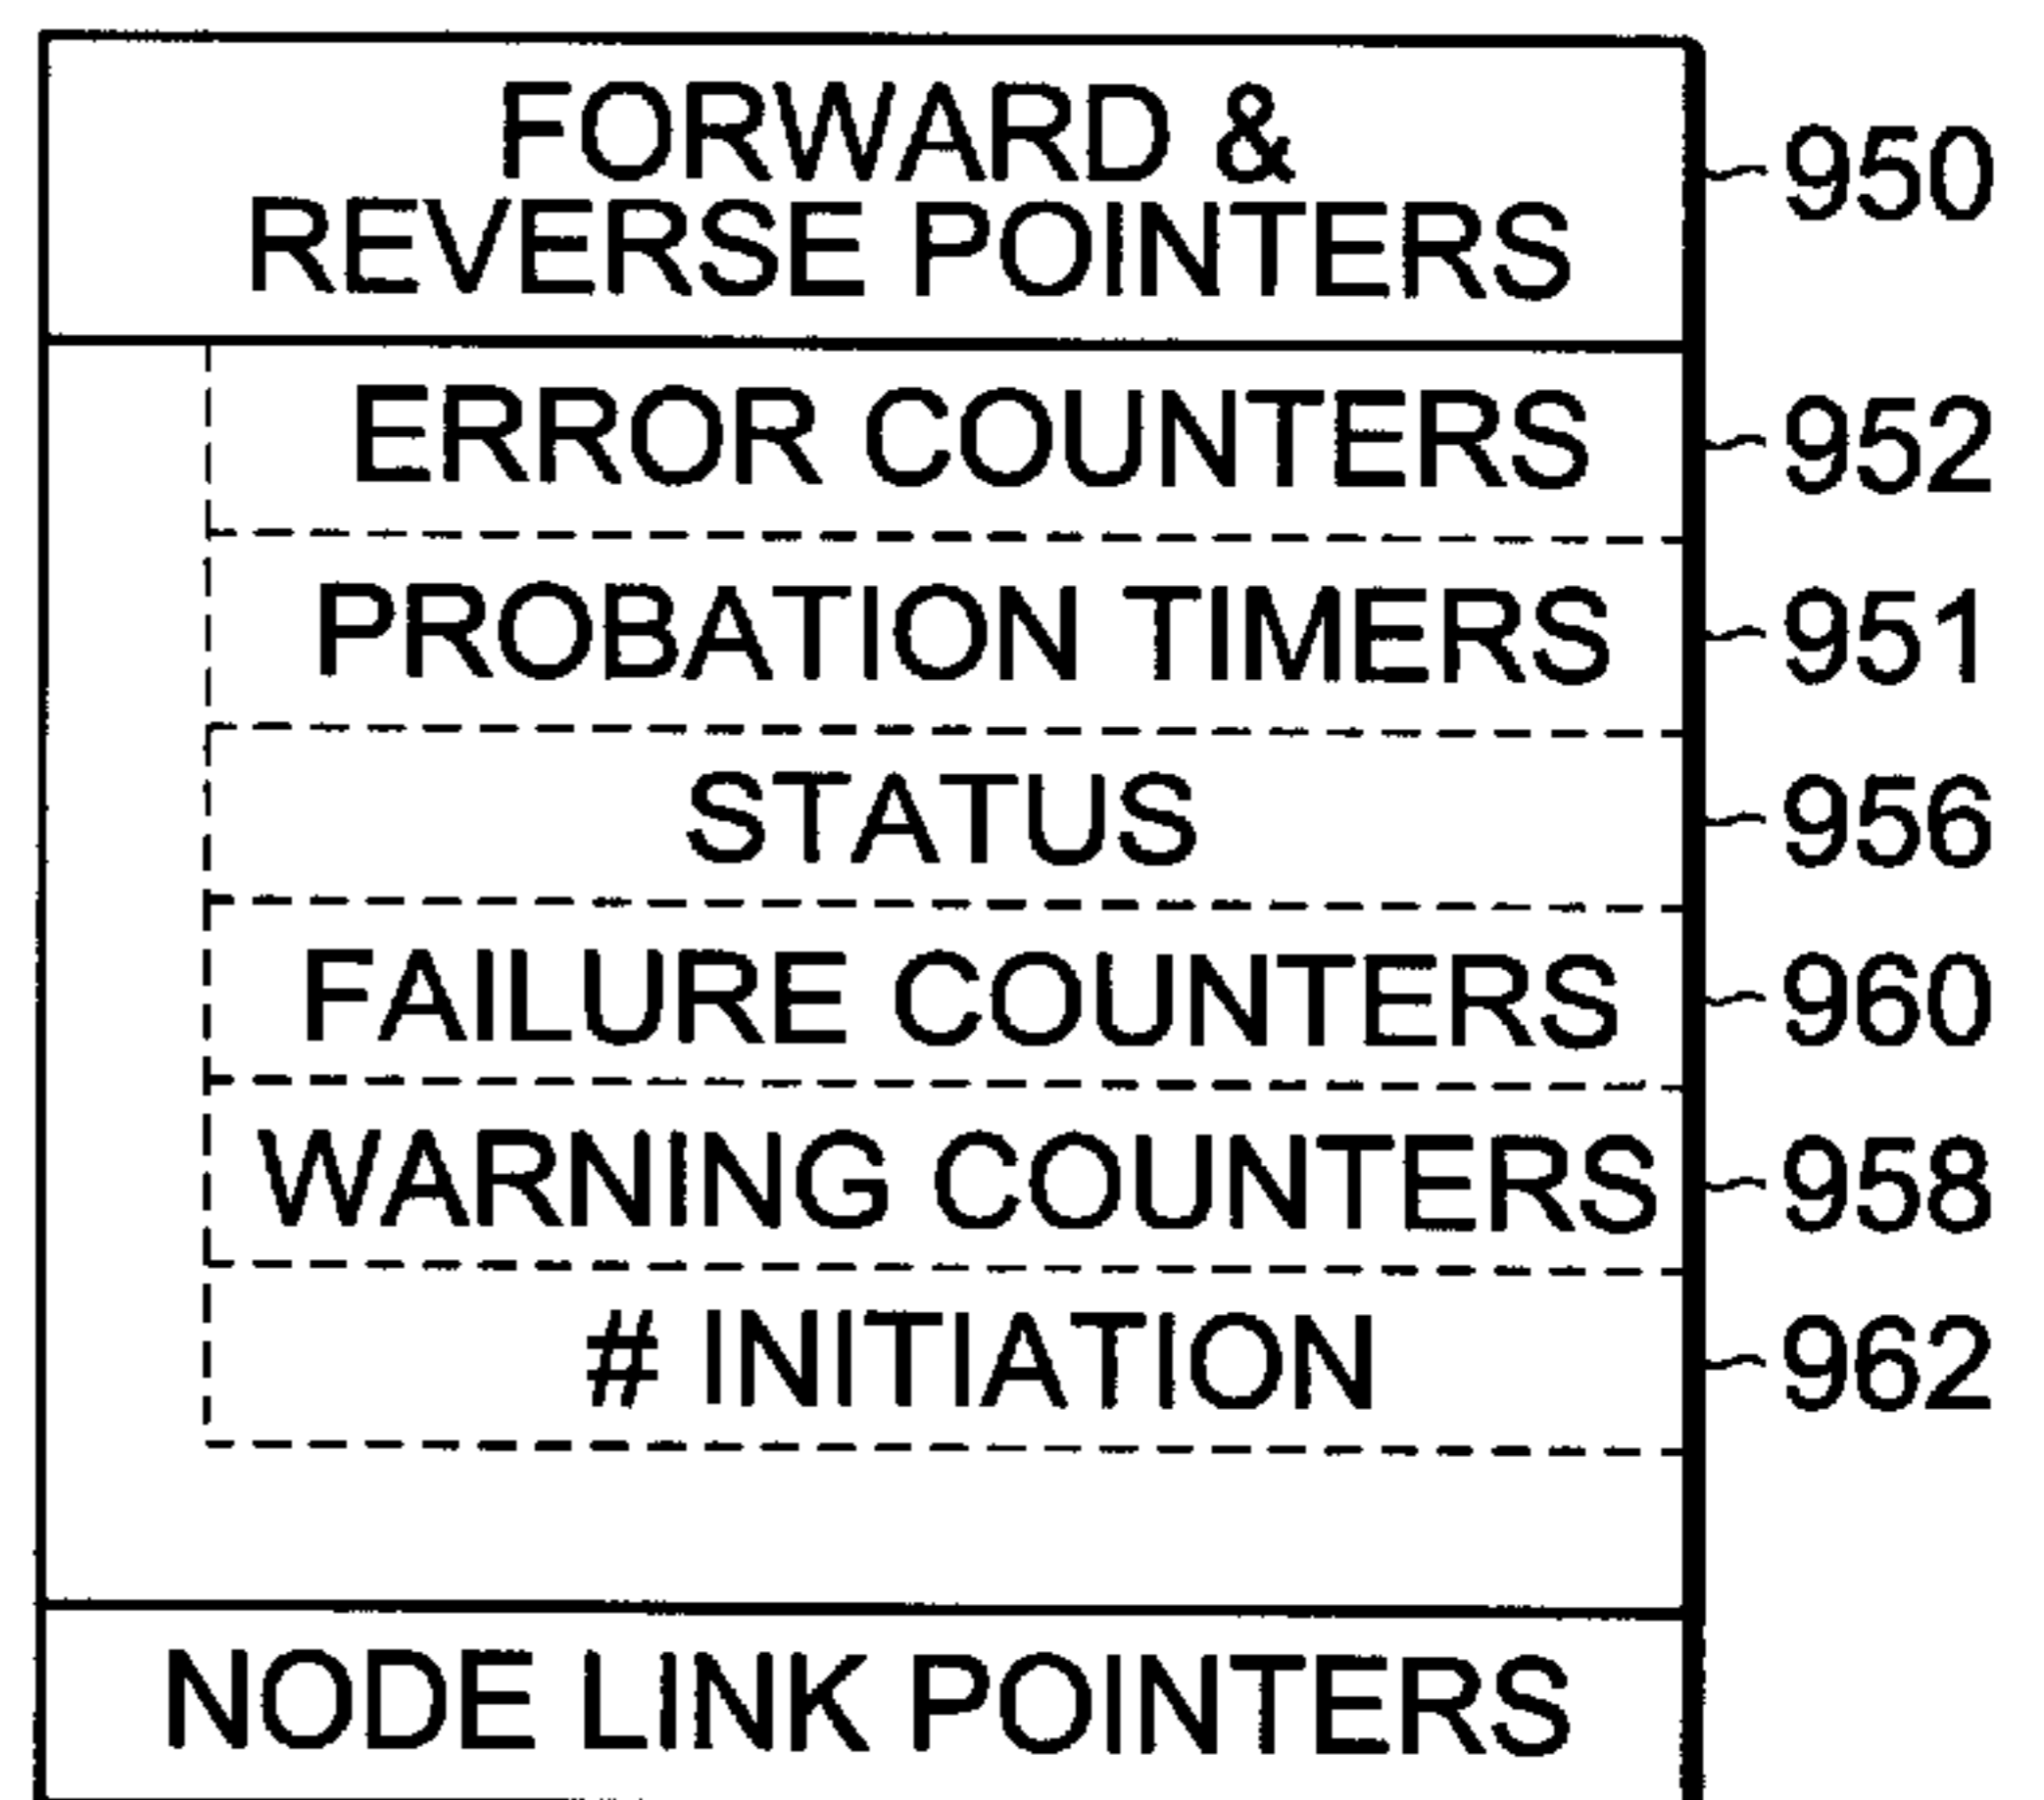 FORWARD &
REVERSE POINTERS
950
ERROR COUNTERS 952
PROBATION TIMERS 951
STATUS 956
FAILURE COUNTERS 960
WARNING COUNTERS 958
# INITIATION 962
NODE LINK POINTERS